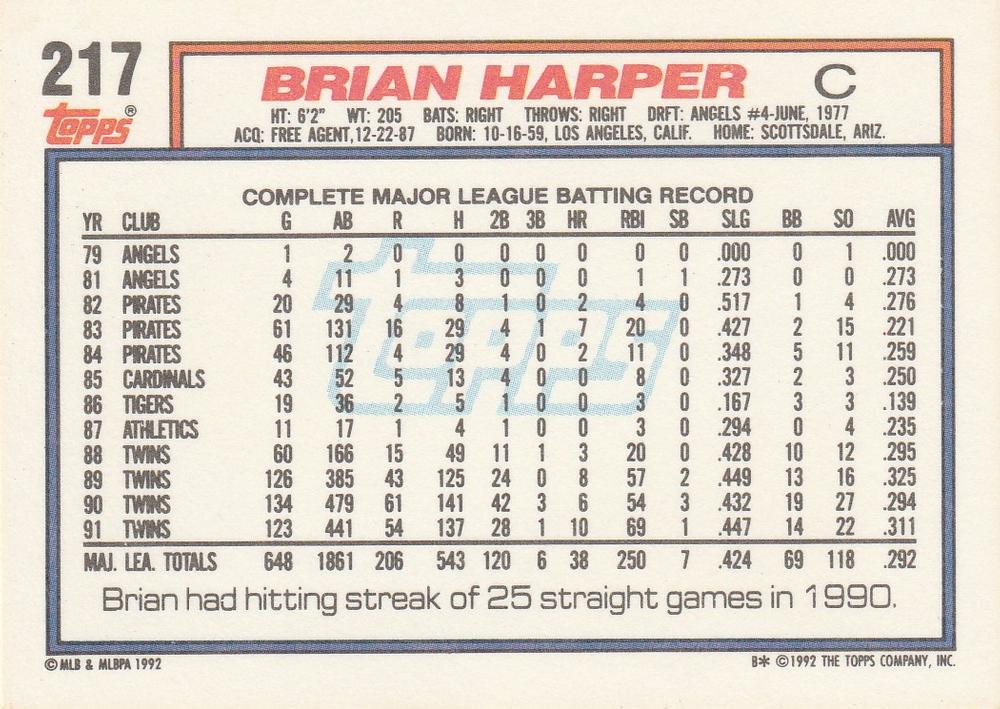 217
Topps®
BRIAN HARPER C
HT: 6'2" WT: 205 BATS: RIGHT THROWS: RIGHT DRFT: ANGELS #4-JUNE, 1977
ACQ: FREE AGENT,12-22-87 BORN: 10-16-59, LOS ANGELES, CALIF. HOME: SCOTTSDALE, ARIZ.
COMPLETE MAJOR LEAGUE BATTING RECORD
YR CLUB G AB R H 2B 3B HR RBI SB SLG BB SO AVG
79 ANGELS 1 2 0 0 0 0 0 0 0 .000 0 1 .000
81 ANGELS 4 11 1 3 0 0 0 1 1 .273 0 0 .273
82 PIRATES 20 29 4 8 1 0 2 4 0 .517 1 4 .276
83 PIRATES 61 131 16 29 4 1 7 20 0 .427 2 15 .221
84 PIRATES 46 112 4 29 4 0 2 11 0 .348 5 11 .259
85 CARDINALS 43 52 5 13 4 0 0 8 0 .327 2 3 .250
86 TIGERS 19 36 2 5 1 0 0 3 0 .167 3 3 .139
87 ATHLETICS 11 17 1 4 1 0 0 3 0 .294 0 4 .235
88 TWINS 60 166 15 49 11 1 3 20 0 .428 10 12 .295
89 TWINS 126 385 43 125 24 0 8 57 2 .449 13 16 .325
90 TWINS 134 479 61 141 42 3 6 54 3 .432 19 27 .294
91 TWINS 123 441 54 137 28 1 10 69 1 .447 14 22 .311
MAJ. LEA. TOTALS 648 1861 206 543 120 6 38 250 7 .424 69 118 .292
Topps
Brian had hitting streak of 25 straight games in 1990.
© MLB & MLBPA 1992
B* © 1992 THE TOPPS COMPANY, INC.